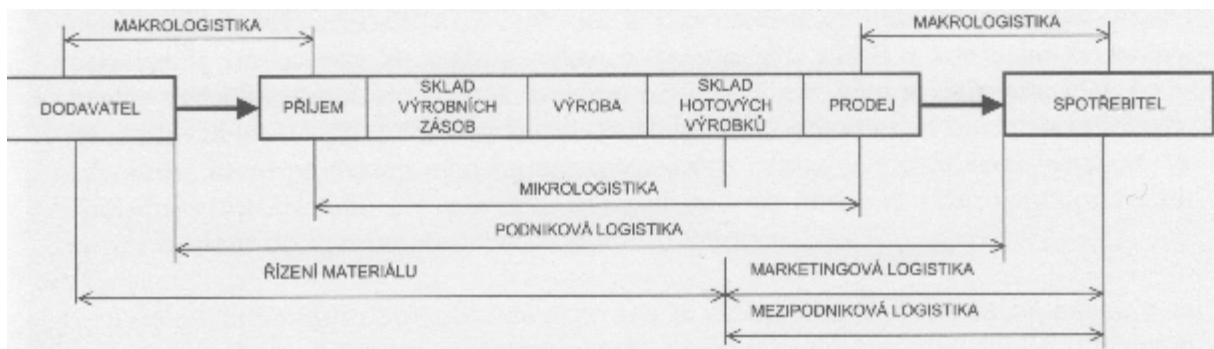 MAKROLOGISTIKA
MAKROLOGISTIKA
DODAVATEL
PŘÍJEM
SKLAD
VÝROBNÍCH
ZÁSOB
VÝROBA
SKLAD
HOTOVÝCH
VÝROBKŮ
PRODEJ
SPOTŘEBITEL
MIKROLOGISTIKA
PODNIKOVÁ LOGISTIKA
ŘÍZENÍ MATERIÁLU
MARKETINGOVÁ LOGISTIKA
MEZIPODNIKOVÁ LOGISTIKA